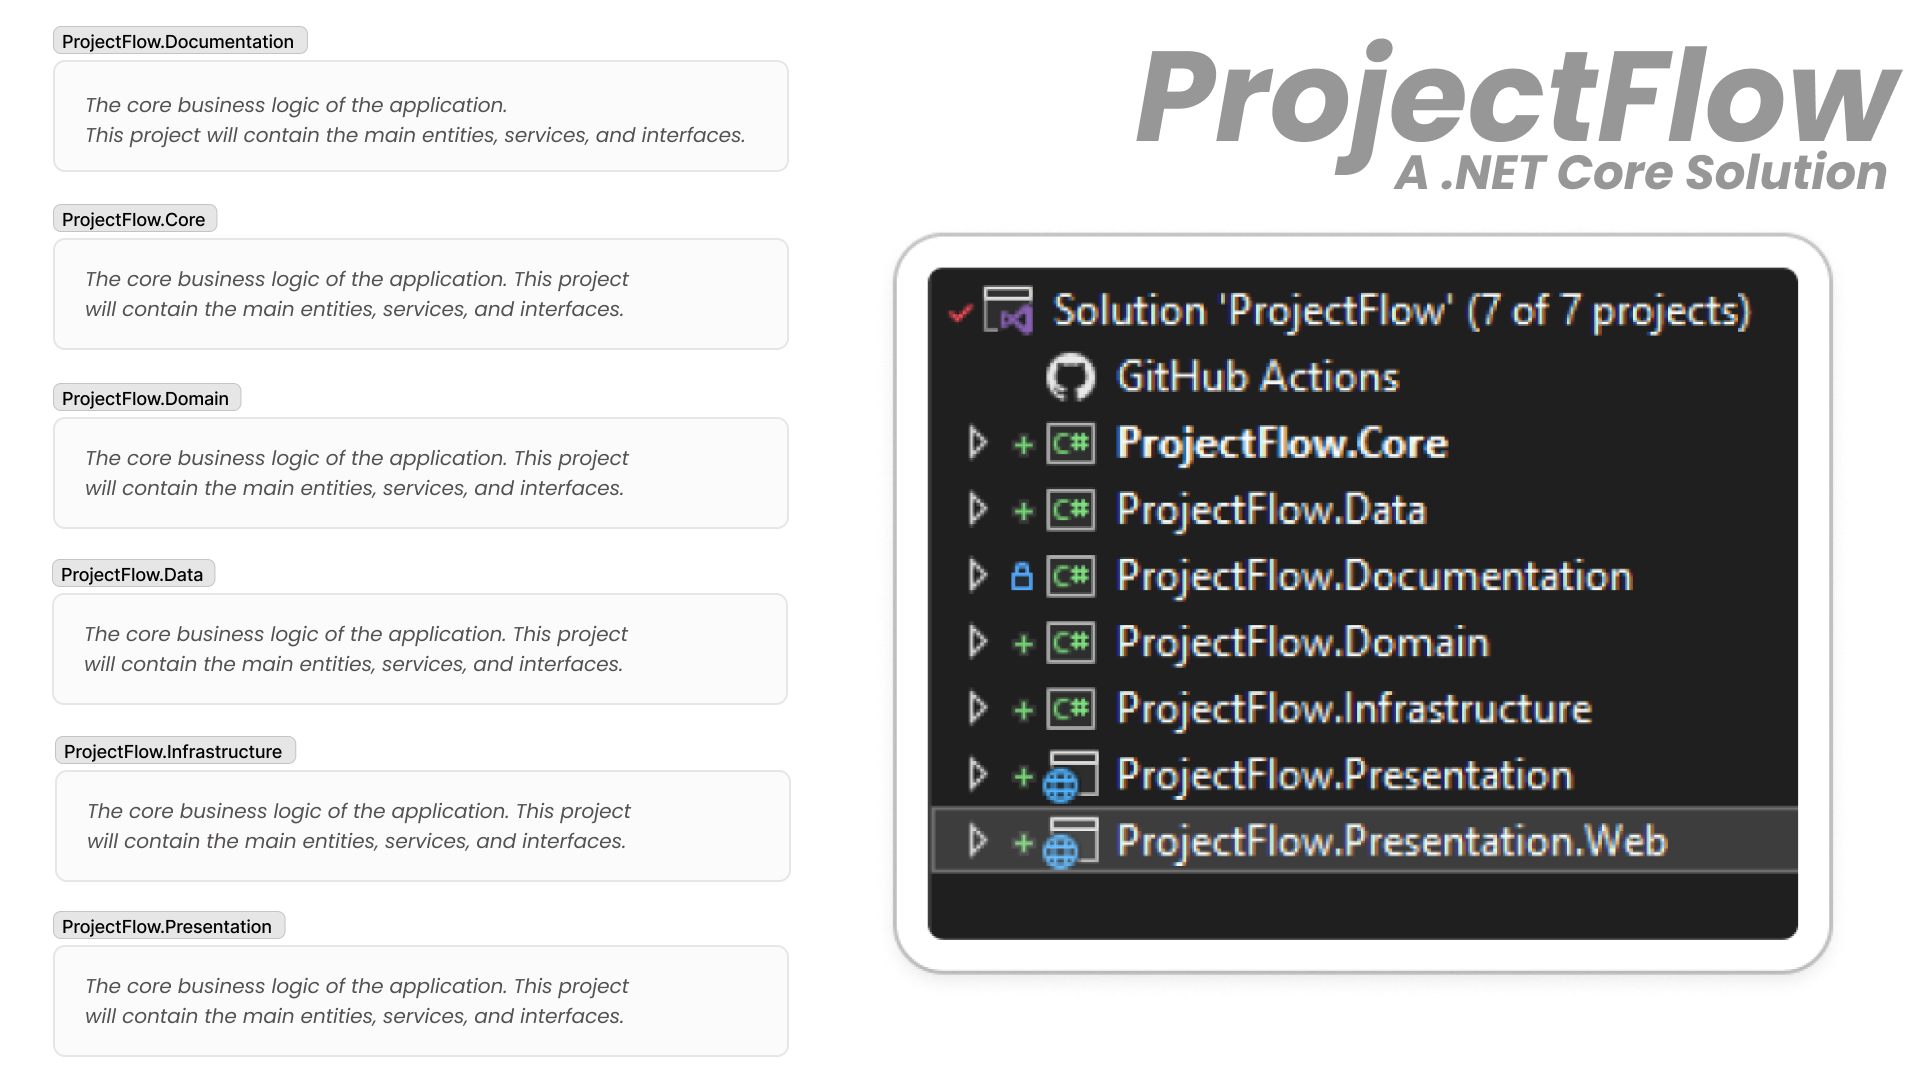 ProjectFlow.Documentation
The core business logic of the application.
This project will contain the main entities, services, and interfaces.
ProjectFlow.Core
The core business logic of the application. This project
will contain the main entities, services, and interfaces.
ProjectFlow.Domain
The core business logic of the application. This project
will contain the main entities, services, and interfaces.
ProjectFlow.Data
The core business logic of the application. This project
will contain the main entities, services, and interfaces.
ProjectFlow.Infrastructure
The core business logic of the application. This project
will contain the main entities, services, and interfaces.
ProjectFlow.Presentation
The core business logic of the application. This project
will contain the main entities, services, and interfaces.
ProjectFlow
A .NET Core Solution
Solution 'ProjectFlow' (7 of 7 projects)
GitHub Actions
C# ProjectFlow.Core
C# ProjectFlow.Data
C# ProjectFlow.Documentation
C# ProjectFlow.Domain
C# ProjectFlow.Infrastructure
ProjectFlow.Presentation
ProjectFlow.Presentation.Web